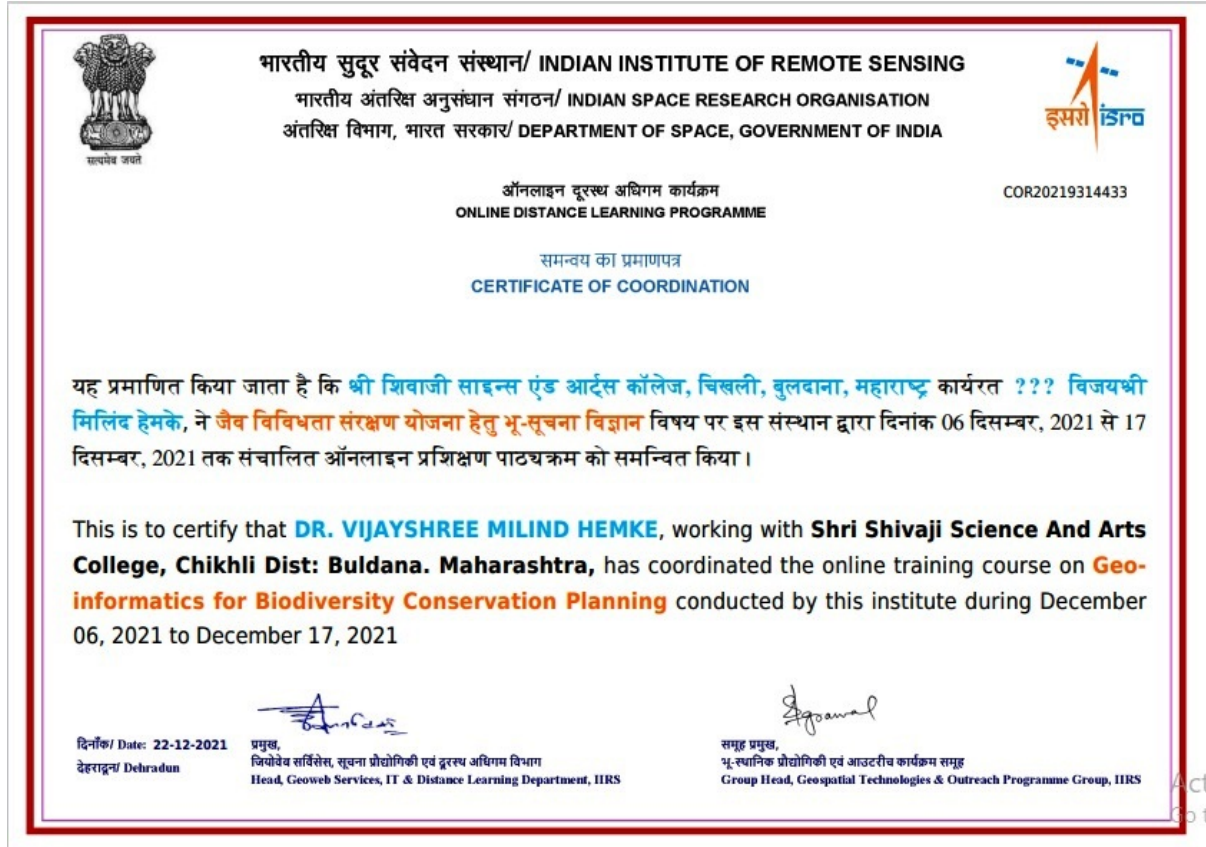 भारतीय सुदूर संवेदन संस्थान/ INDIAN INSTITUTE OF REMOTE SENSING
भारतीय अंतरिक्ष अनुसंधान संगठन/ INDIAN SPACE RESEARCH ORGANISATION
अंतरिक्ष विभाग, भारत सरकार/ DEPARTMENT OF SPACE, GOVERNMENT OF INDIA
सत्यमेव जयते
इसरो isro
ऑनलाइन दूरस्थ अधिगम कार्यक्रम
ONLINE DISTANCE LEARNING PROGRAMME
COR20219314433
समन्वय का प्रमाणपत्र
CERTIFICATE OF COORDINATION
यह प्रमाणित किया जाता है कि श्री शिवाजी साइन्स एंड आर्ट्स कॉलेज, चिखली, बुलदाना, महाराष्ट्र कार्यरत ??? विजयश्री
मिलिंद हेमके, ने जैव विविधता संरक्षण योजना हेतु भू-सूचना विज्ञान विषय पर इस संस्थान द्वारा दिनांक 06 दिसम्बर, 2021 से 17
दिसम्बर, 2021 तक संचालित ऑनलाइन प्रशिक्षण पाठ्यक्रम को समन्वित किया।
This is to certify that DR. VIJAYSHREE MILIND HEMKE, working with Shri Shivaji Science And Arts
College, Chikhli Dist: Buldana. Maharashtra, has coordinated the online training course on Geo-
informatics for Biodiversity Conservation Planning conducted by this institute during December
06, 2021 to December 17, 2021
दिनाँक/ Date: 22-12-2021
देहरादून/ Dehradun
प्रमुख,
जियोवेब सर्विसेस, सूचना प्रौद्योगिकी एवं दूरस्थ अधिगम विभाग
Head, Geoweb Services, IT & Distance Learning Department, IIRS
Agrawal
समूह प्रमुख,
भू-स्थानिक प्रौद्योगिकी एवं आउटरीच कार्यक्रम समूह
Group Head, Geospatial Technologies & Outreach Programme Group, IIRS